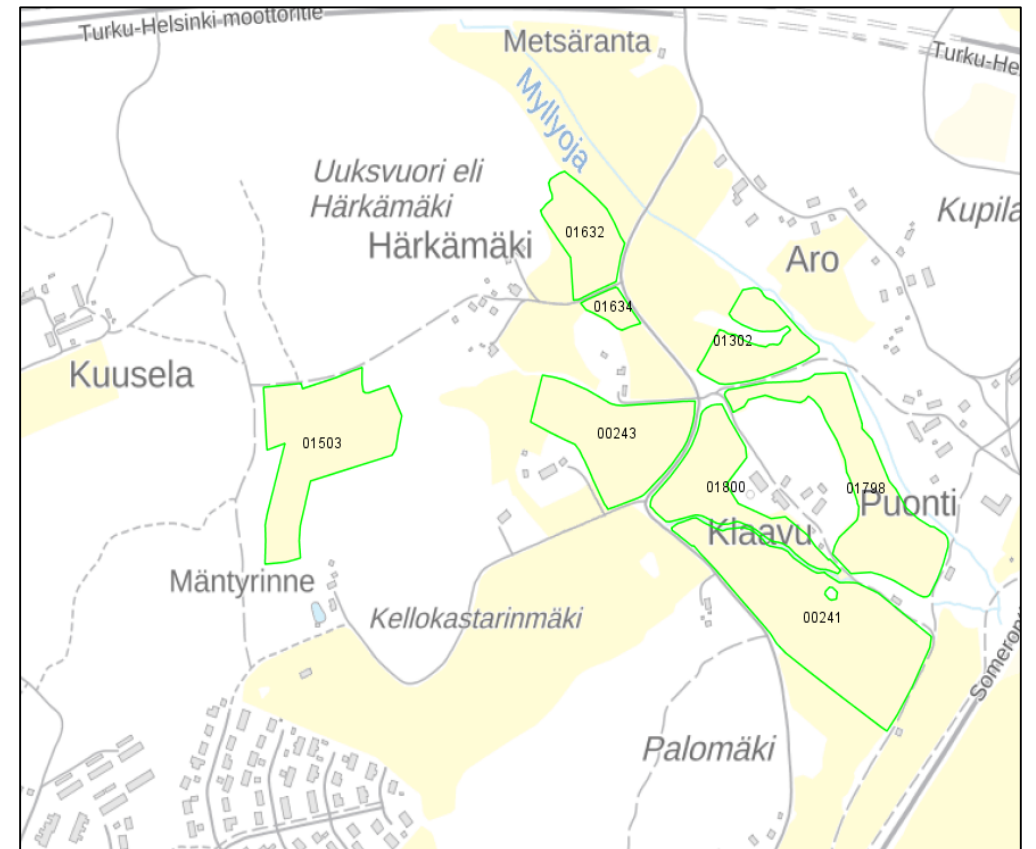 Turku-Helsinki moottoritie
Metsäranta
Turku-He
Myllyoja
Uuksvuori eli
Härkämäki
Kupila
01632
Härkämäki
Aro
01634
01302
Kuusela
00243
01503
01800
01798
Puonti
Klaavu
Mäntyrinne
Kellokastarinmäki
00241
Palomäki